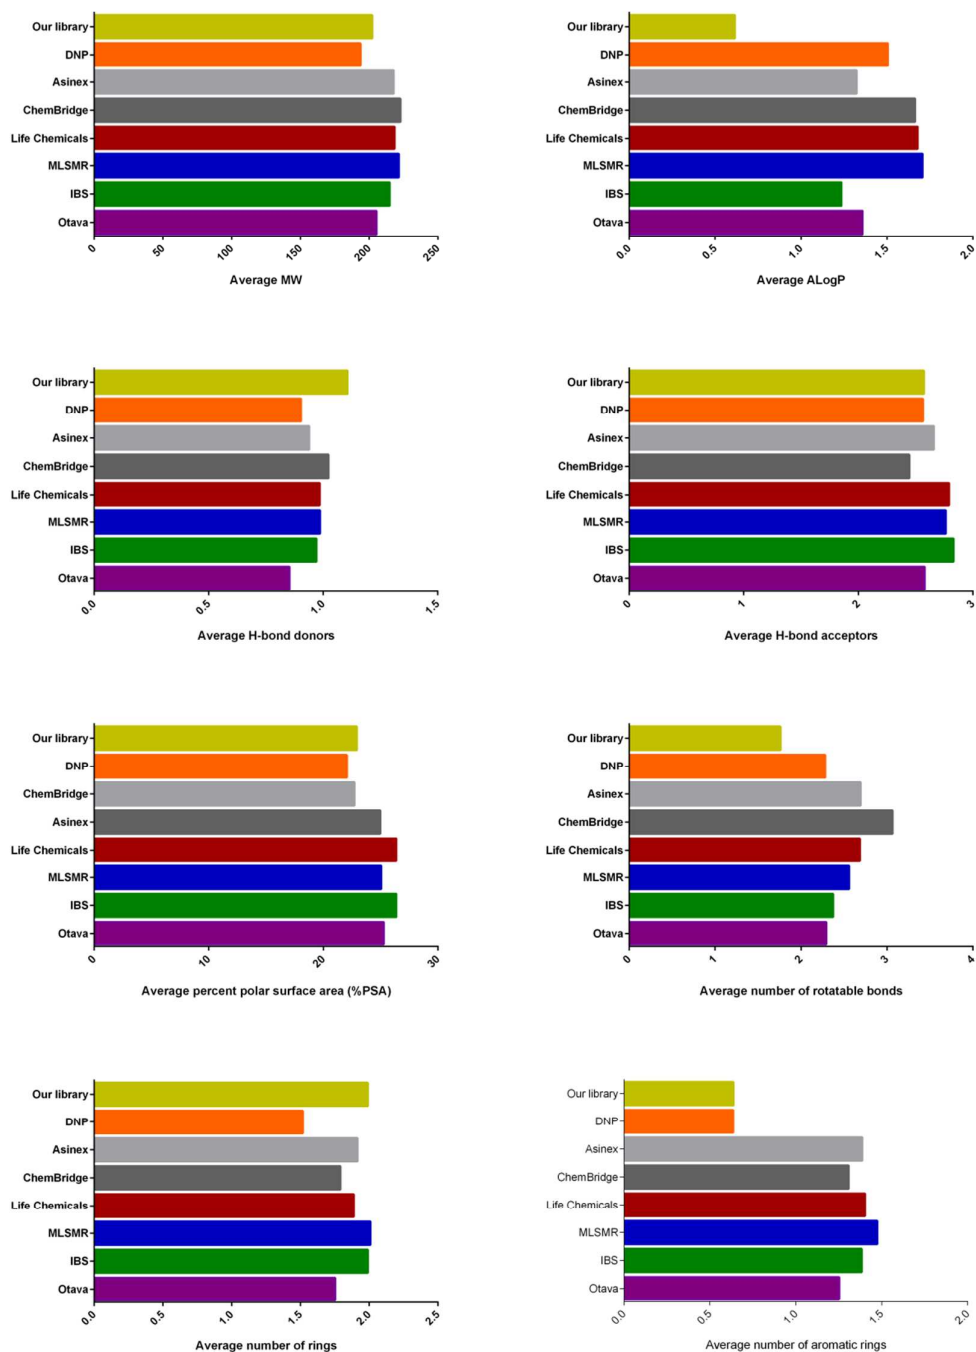 Our library
DNP
Asinex
ChemBridge
Life Chemicals
MLSMR
IBS
Otava
0
50
100
150
200
250
Average MW
Our library
DNP
Asinex
ChemBridge
Life Chemicals
MLSMR
IBS
Otava
0.0
0.5
1.0
1.5
2.0
Average ALogP
Our library
DNP
Asinex
ChemBridge
Life Chemicals
MLSMR
IBS
Otava
0.0
0.5
1.0
1.5
Average H-bond donors
Our library
DNP
Asinex
ChemBridge
Life Chemicals
MLSMR
IBS
Otava
0
1
2
3
Average H-bond acceptors
Our library
DNP
ChemBridge
Asinex
Life Chemicals
MLSMR
IBS
Otava
0
10
20
30
Average percent polar surface area (%PSA)
Our library
DNP
Asinex
ChemBridge
Life Chemicals
MLSMR
IBS
Otava
0
1
2
3
4
Average number of rotatable bonds
Our library
DNP
Asinex
ChemBridge
Life Chemicals
MLSMR
IBS
Otava
0.0
0.5
1.0
1.5
2.0
2.5
Average number of rings
Our library
DNP
Asinex
ChemBridge
Life Chemicals
MLSMR
IBS
Otava
0.0
0.5
1.0
1.5
2.0
Average number of aromatic rings